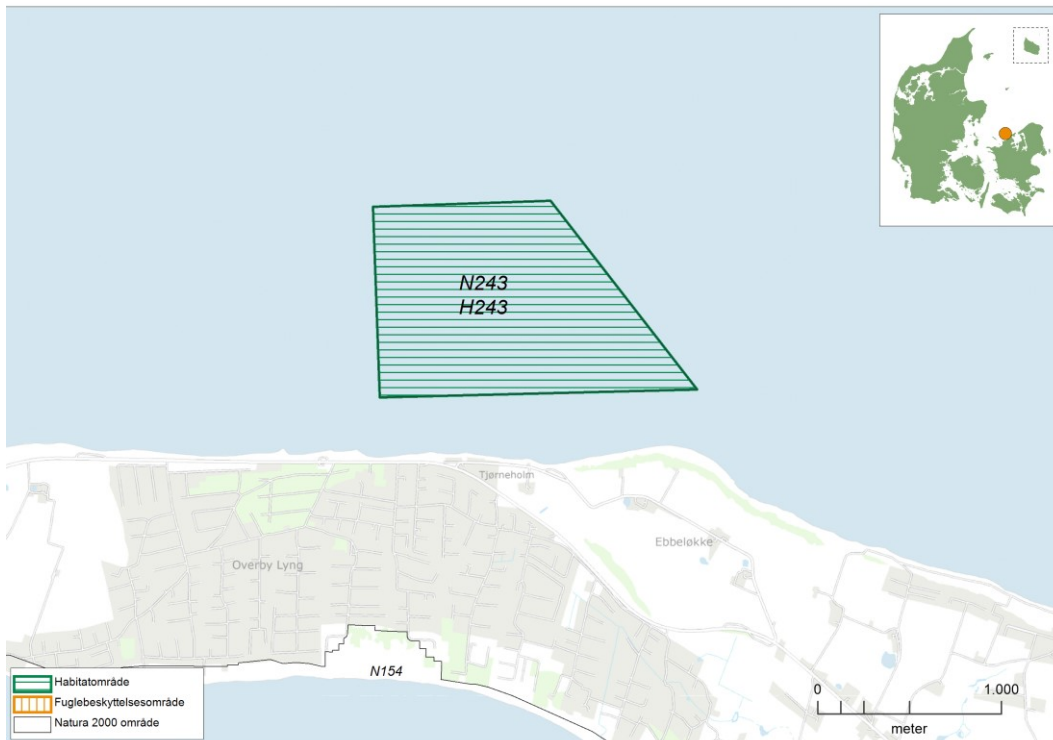 N243
H243
Tjørneholm
Ebbeløkke
Overby Lyng
N154
Habitatområde
Fuglebeskyttelsesområde
Natura 2000 område
0 1.000
meter